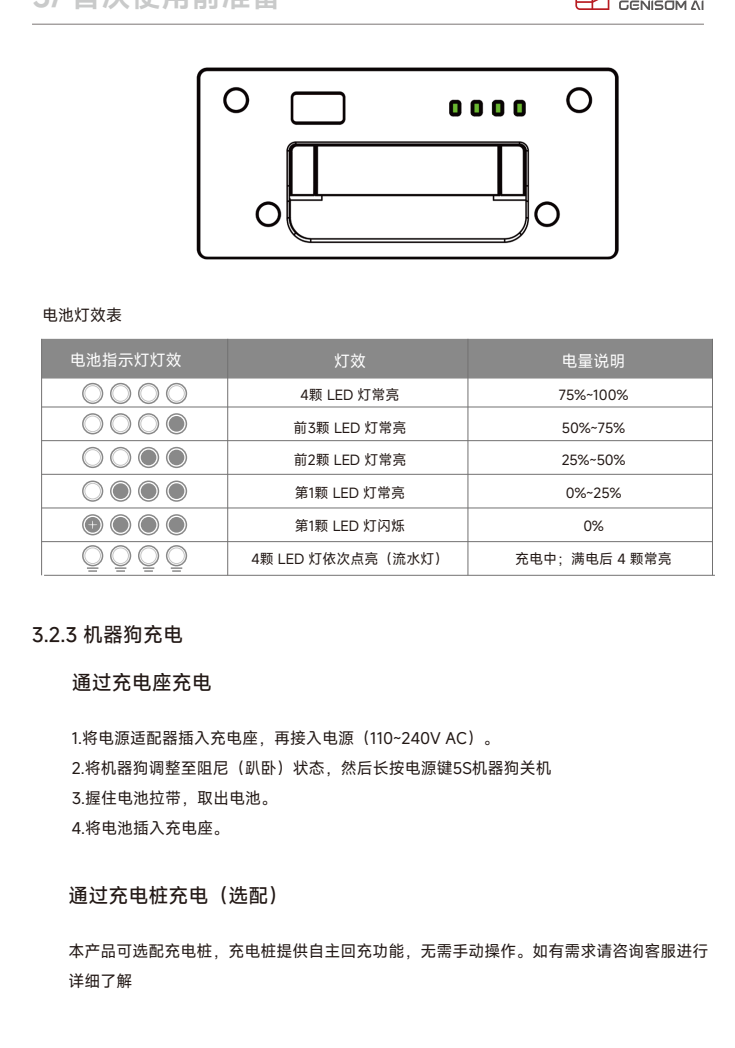 3/ 首次使用前准备
GENISOM AI
电池灯效表
电池指示灯灯效 灯效 电量说明
4颗 LED 灯常亮 75%~100%
前3颗 LED 灯常亮 50%~75%
前2颗 LED 灯常亮 25%~50%
第1颗 LED 灯常亮 0%~25%
第1颗 LED 灯闪烁 0%
4颗 LED 灯依次点亮（流水灯） 充电中；满电后 4 颗常亮
3.2.3 机器狗充电
通过充电座充电
1.将电源适配器插入充电座，再接入电源（110~240V AC）。
2.将机器狗调整至阻尼（趴卧）状态，然后长按电源键5S机器狗关机
3.握住电池拉带，取出电池。
4.将电池插入充电座。
通过充电桩充电（选配）
本产品可选配充电桩，充电桩提供自主回充功能，无需手动操作。如有需求请咨询客服进行
详细了解